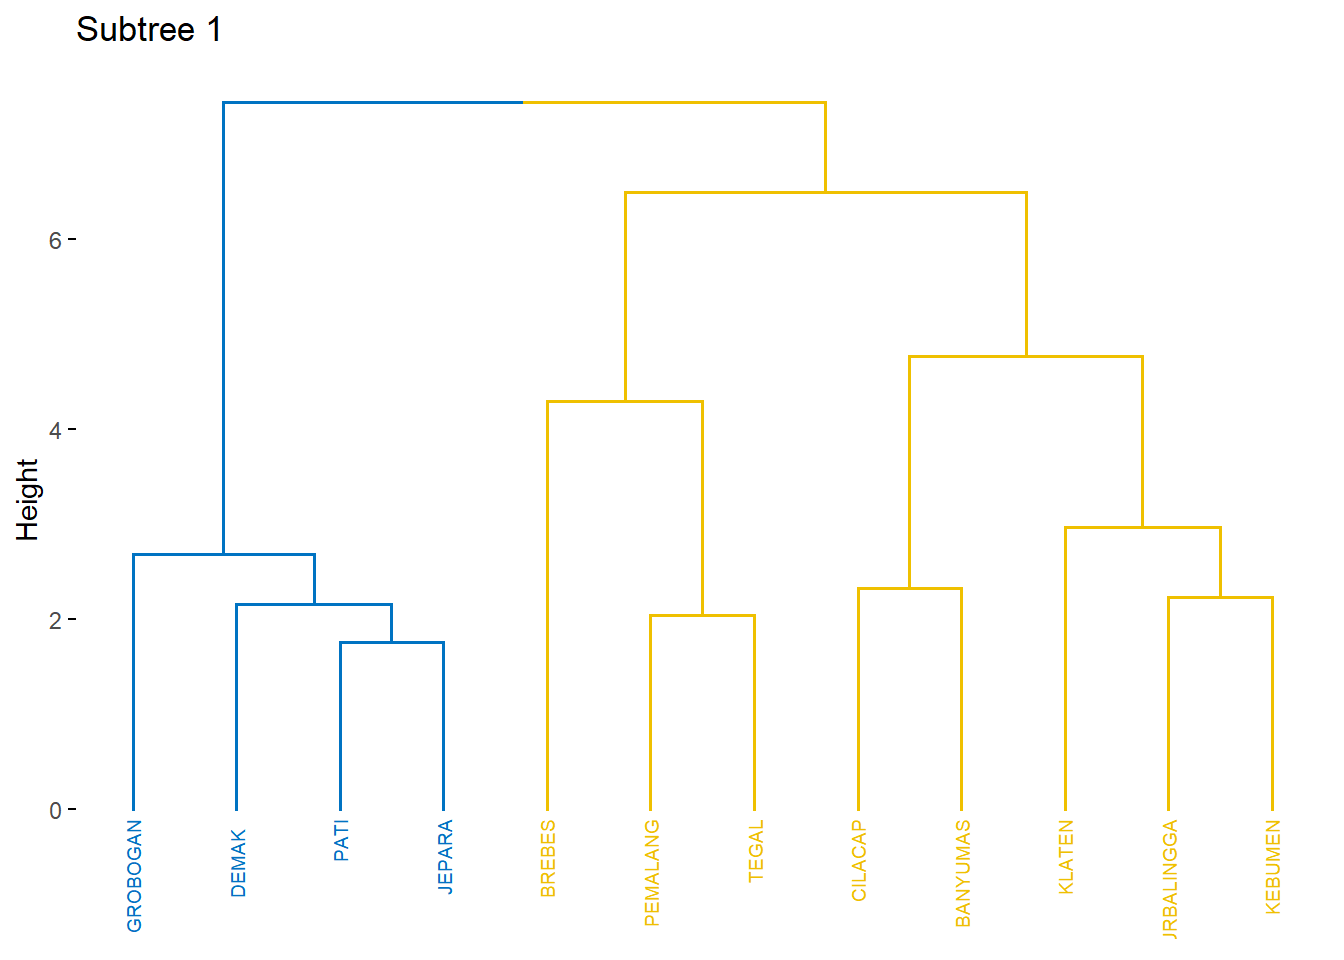 Subtree 1
Height
6
4
2
0
GROBOGAN
DEMAK
PATI
JEPARA
BREBES
PEMALANG
TEGAL
CILACAP
BANYUMAS
KLATEN
JRBALINGGA
KEBUMEN